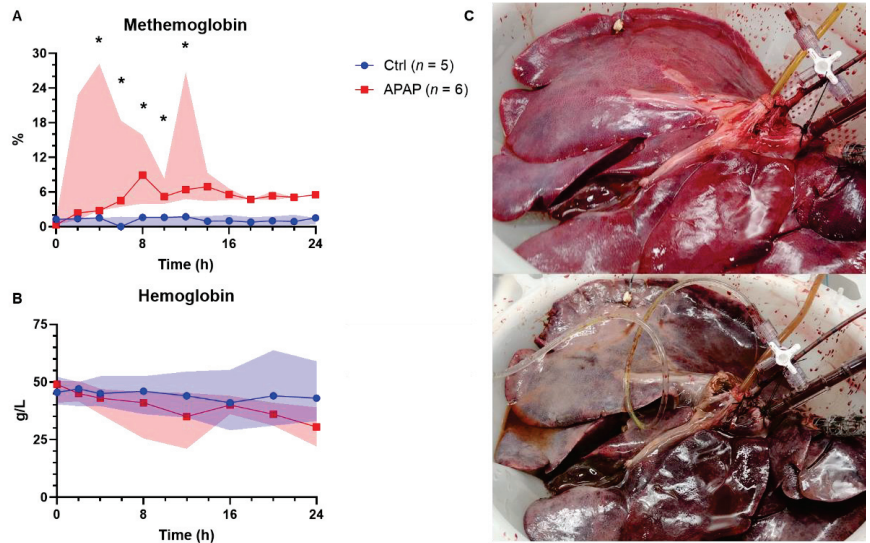 A
Methemoglobin
30
24
18
12
6
0
%
*
*
*
*
*
0
8
16
24
Time (h)
Ctrl (n = 5)
APAP (n = 6)
B
Hemoglobin
75
50
25
0
g/L
0
8
16
24
Time (h)
C